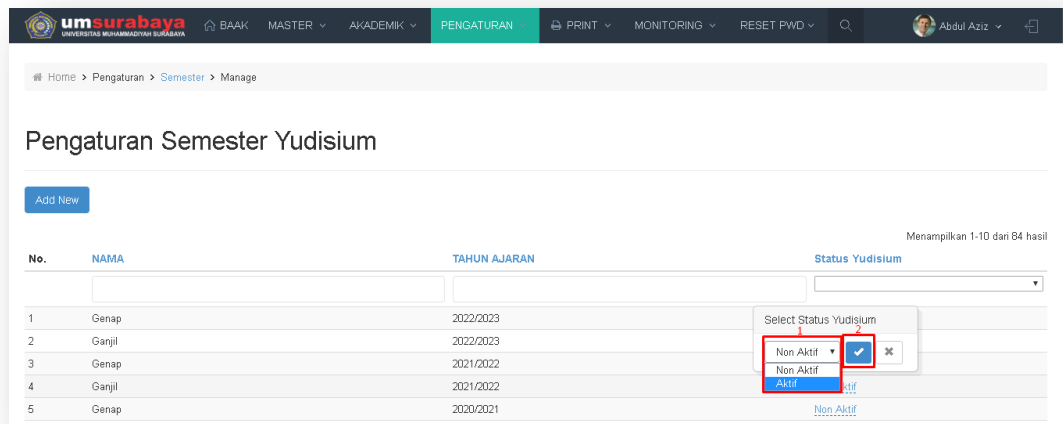 umsurabaya
UNIVERSITAS MUHAMMADIYAH SURABAYA
BAAK MASTER AKADEMIK PENGATURAN PRINT MONITORING RESET PWD Abdul Aziz
Home > Pengaturan > Semester > Manage
Pengaturan Semester Yudisium
Add New
Menampilkan 1-10 dari 84 hasil
No. NAMA TAHUN AJARAN Status Yudisium
1 Genap 2022/2023
Select Status Yudisium
1 2
2 Ganjil 2022/2023
Non Aktif
3 Genap 2021/2022
Non Aktif
Aktif
4 Ganjil 2021/2022
5 Genap 2020/2021 Non Aktif